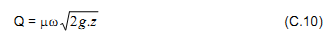 Q = μω√2g.z (C.10)